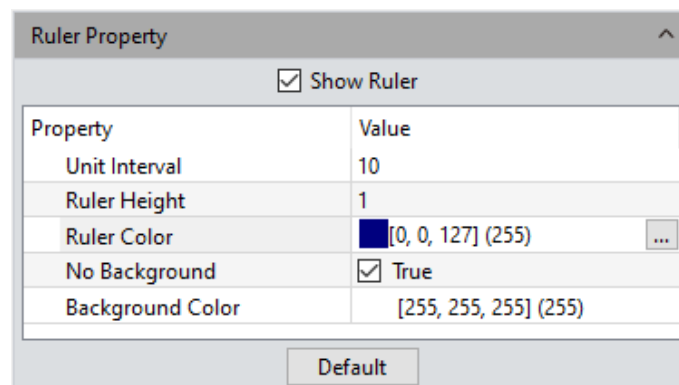 Ruler Property
Show Ruler
Property Value
Unit Interval 10
Ruler Height 1
Ruler Color [0, 0, 127] (255) ...
No Background True
Background Color [255, 255, 255] (255)
Default